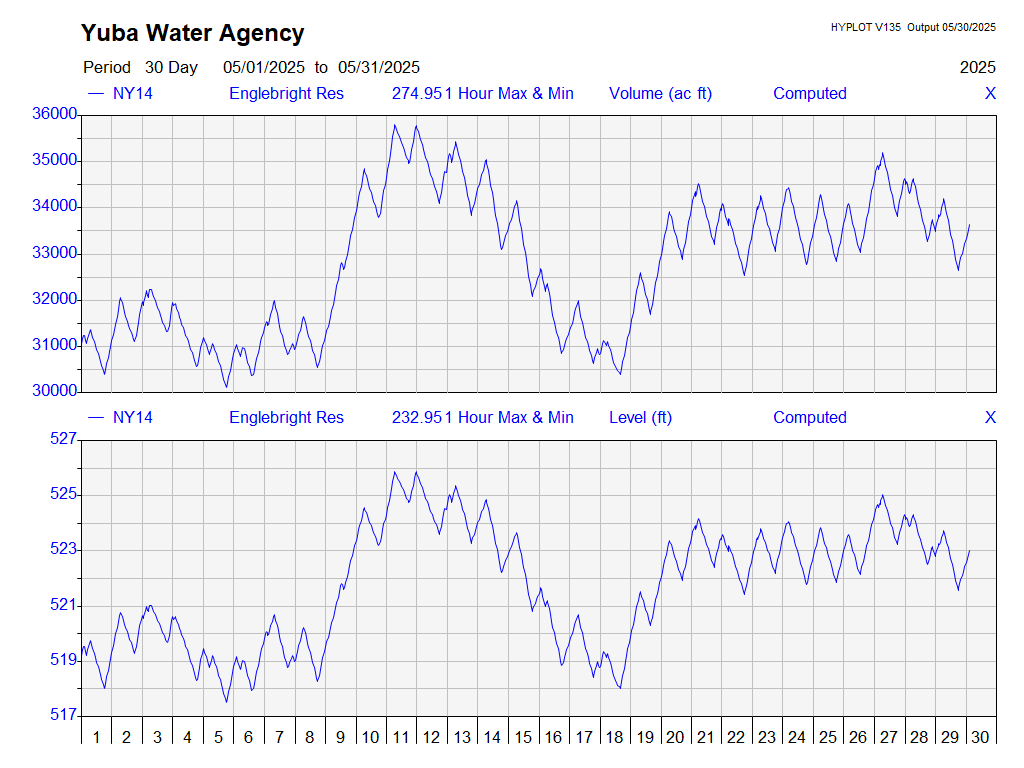 Yuba Water Agency HYPLOT V135 Output 05/30/2025
Period 30 Day 05/01/2025 to 05/31/2025 2025
NY14 Englebright Res 274.951 Hour Max & Min Volume (ac ft) Computed X
36000
35000
34000
33000
32000
31000
30000
NY14 Englebright Res 232.951 Hour Max & Min Level (ft) Computed X
527
525
523
521
519
517
1 2 3 4 5 6 7 8 9 10 11 12 13 14 15 16 17 18 19 20 21 22 23 24 25 26 27 28 29 30